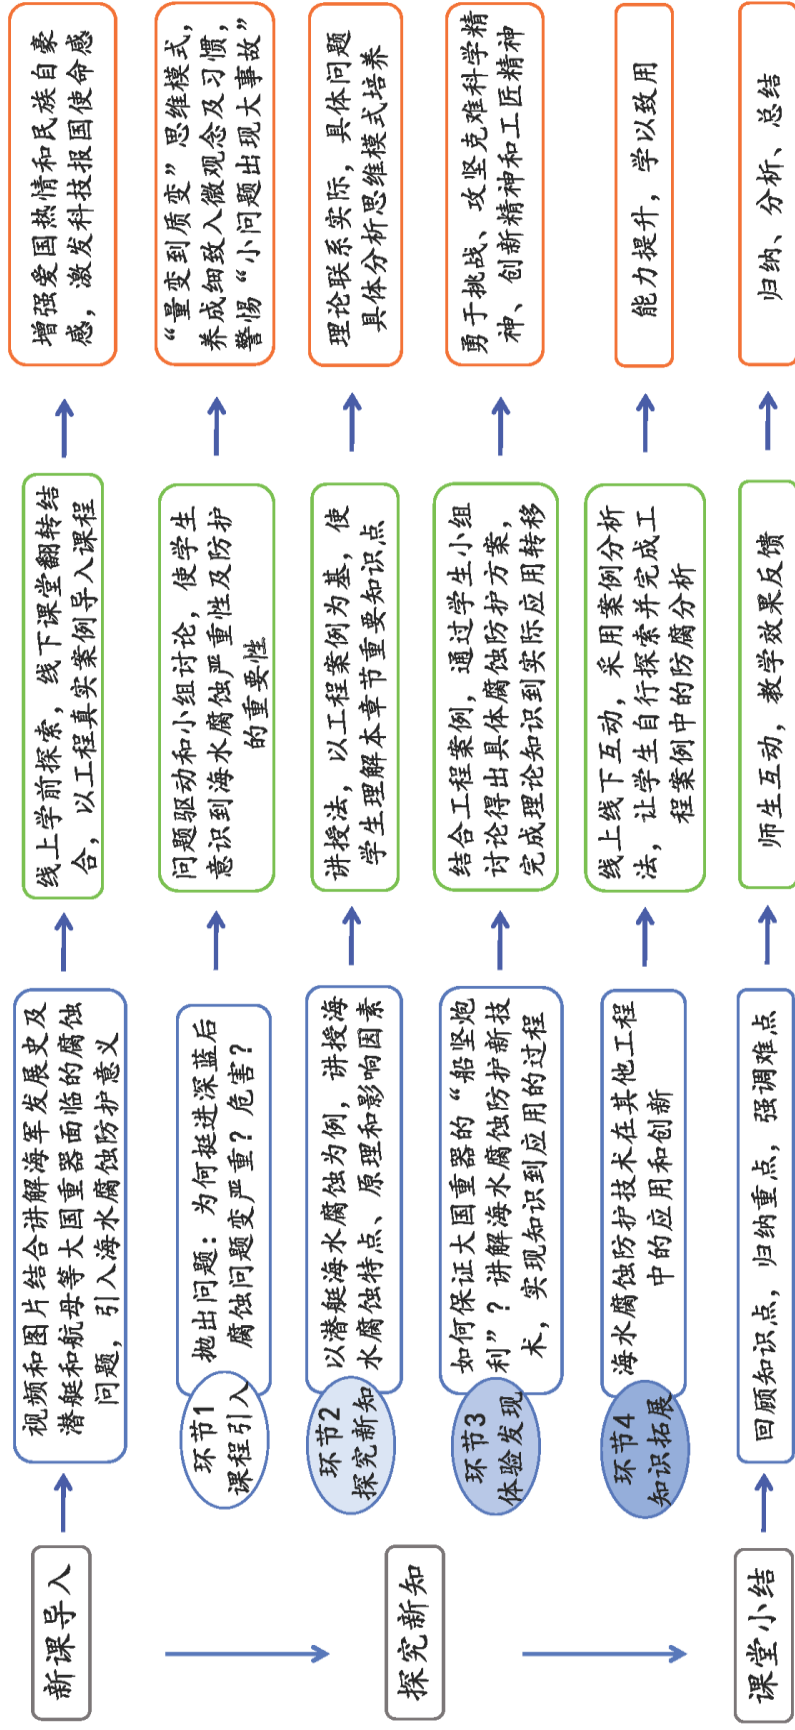 新课导入
视频和图片结合讲解海军发展史及
潜艇和航母等大国重器面临的腐蚀
问题，引入海水腐蚀防护意义
线上学前探索，线下课堂翻转结
合，以工程真实案例导入课程
增强爱国热情和民族自豪
感，激发科技报国使命感
探究新知
环节1
课程引入
抛出问题：为何挺进深蓝后
腐蚀问题变严重？危害？
问题驱动和小组讨论，使学生
意识到海水腐蚀严重性及防护
的重要性
“量变到质变”思维模式，
养成细致入微观念及习惯，
警惕“小问题出现大事故”
环节2
探究新知
以潜艇海水腐蚀为例，讲授海
水腐蚀特点、原理和影响因素
讲授法，以工程案例为基，使
学生理解本章节重要知识点
理论联系实际，具体问题
具体分析思维模式培养
环节3
体验发现
如何保证大国重器的“船坚炮
利”？讲解海水腐蚀防护新技
术，实现知识到应用的过程
结合工程案例，通过学生小组
讨论得出具体腐蚀防护方案，
完成理论知识到实际应用转移
勇于挑战、攻坚克难科学精
神、创新精神和工匠精神
环节4
知识拓展
海水腐蚀防护技术在其他工程
中的应用和创新
线上线下互动，采用案例分析
法，让学生自行探索并完成工
程案例中的防腐分析
能力提升，学以致用
课堂小结
回顾知识点，归纳重点，强调难点
师生互动，教学效果反馈
归纳、分析、总结